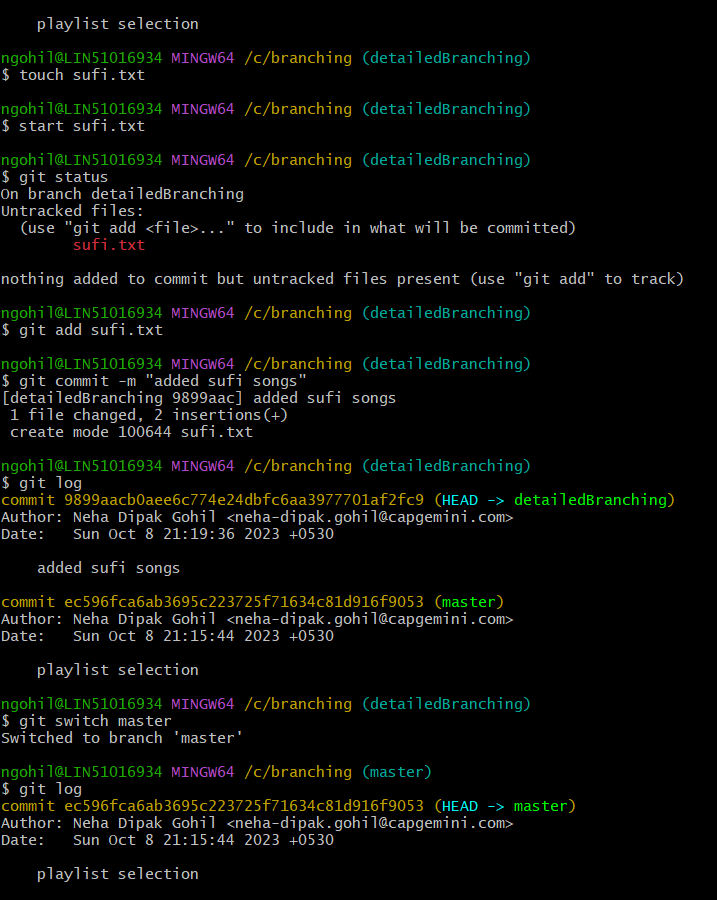 playlist selection
ngohil@LIN51016934 MINGW64 /c/branching (detailedBranching)
$ touch sufi.txt
ngohil@LIN51016934 MINGW64 /c/branching (detailedBranching)
$ start sufi.txt
ngohil@LIN51016934 MINGW64 /c/branching (detailedBranching)
$ git status
On branch detailedBranching
Untracked files:
  (use "git add <file>..." to include in what will be committed)
        sufi.txt
nothing added to commit but untracked files present (use "git add" to track)
ngohil@LIN51016934 MINGW64 /c/branching (detailedBranching)
$ git add sufi.txt
ngohil@LIN51016934 MINGW64 /c/branching (detailedBranching)
$ git commit -m "added sufi songs"
[detailedBranching 9899aac] added sufi songs
 1 file changed, 2 insertions(+)
 create mode 100644 sufi.txt
ngohil@LIN51016934 MINGW64 /c/branching (detailedBranching)
$ git log
commit 9899aacb0aee6c774e24dbfc6aa3977701af2fc9 (HEAD -> detailedBranching)
Author: Neha Dipak Gohil <neha-dipak.gohil@capgemini.com>
Date:   Sun Oct 8 21:19:36 2023 +0530
    added sufi songs
commit ec596fca6ab3695c223725f71634c81d916f9053 (master)
Author: Neha Dipak Gohil <neha-dipak.gohil@capgemini.com>
Date:   Sun Oct 8 21:15:44 2023 +0530
    playlist selection
ngohil@LIN51016934 MINGW64 /c/branching (detailedBranching)
$ git switch master
Switched to branch 'master'
ngohil@LIN51016934 MINGW64 /c/branching (master)
$ git log
commit ec596fca6ab3695c223725f71634c81d916f9053 (HEAD -> master)
Author: Neha Dipak Gohil <neha-dipak.gohil@capgemini.com>
Date:   Sun Oct 8 21:15:44 2023 +0530
    playlist selection